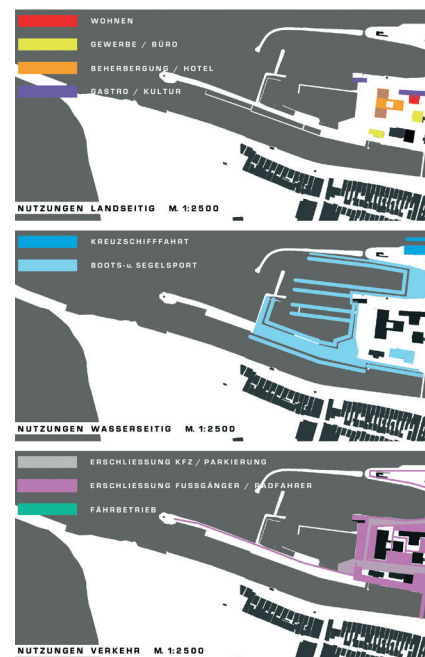 WOHNEN
GEWERBE / BÜRO
BEHERBERGUNG / HOTEL
GASTRO / KULTUR
NUTZUNGEN LANDSEITIG M. 1:2500
KREUZSCHIFFFAHRT
BOOTS-u. SEGELSPORT
NUTZUNGEN WASSERSEITIG M. 1:2500
ERSCHLIESSUNG KFZ / PARKIERUNG
ERSCHLIESSUNG FUSSGÄNGER / RADFAHRER
FÄHRBETRIEB
NUTZUNGEN VERKEHR M. 1:2500